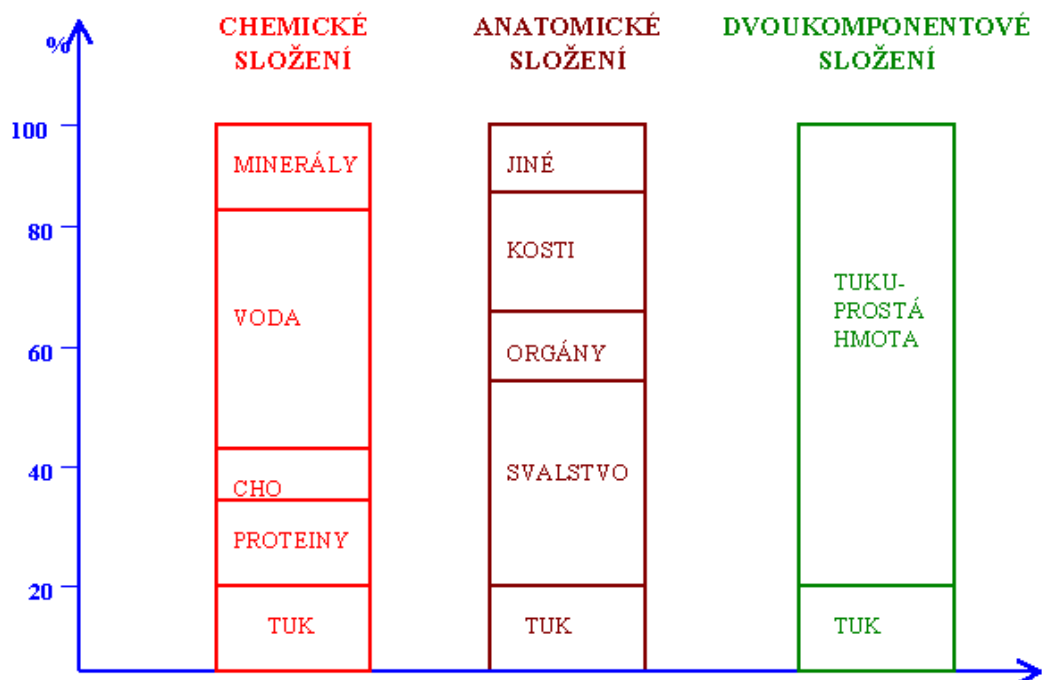 %
100
80
60
40
20
CHEMICKÉ
SLOŽENÍ
MINERÁLY
VODA
CHO
PROTEINY
TUK
ANATOMICKÉ
SLOŽENÍ
JINÉ
KOSTI
ORGÁNY
SVALSTVO
TUK
DVOUKOMPONENTOVÉ
SLOŽENÍ
TUKU-
PROSTÁ
HMOTA
TUK